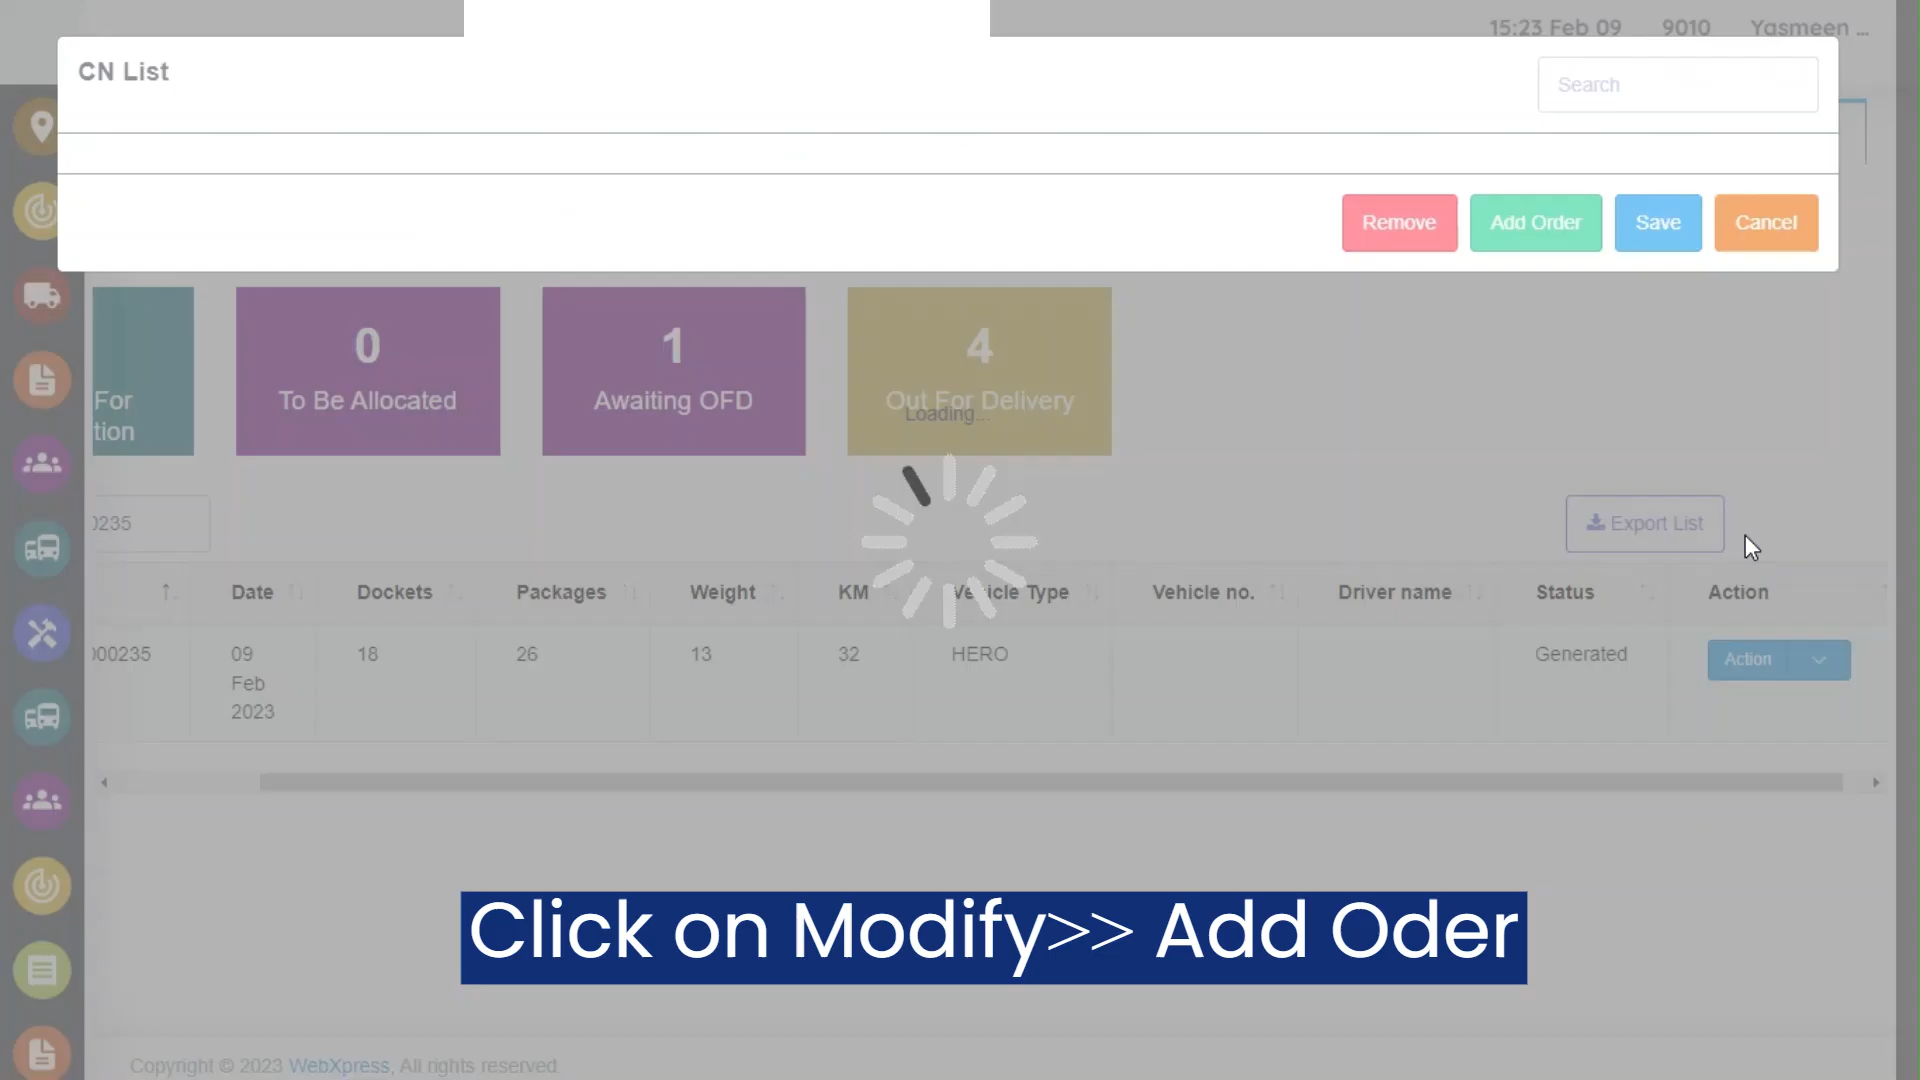 15:23 Feb 09 9010 Yasmeen ...
CN List
Search
Remove Add Order Save Cancel
0
To Be Allocated
1
Awaiting OFD
4
Out For Delivery
For
tion
Loading...
0235
Export List
Date Dockets Packages Weight KM Vehicle Type Vehicle no. Driver name Status Action
000235 09 18 26 13 32 HERO Generated Action
Feb
2023
Click on Modify>> Add Oder
Copyright © 2023 WebXpress, All rights reserved.